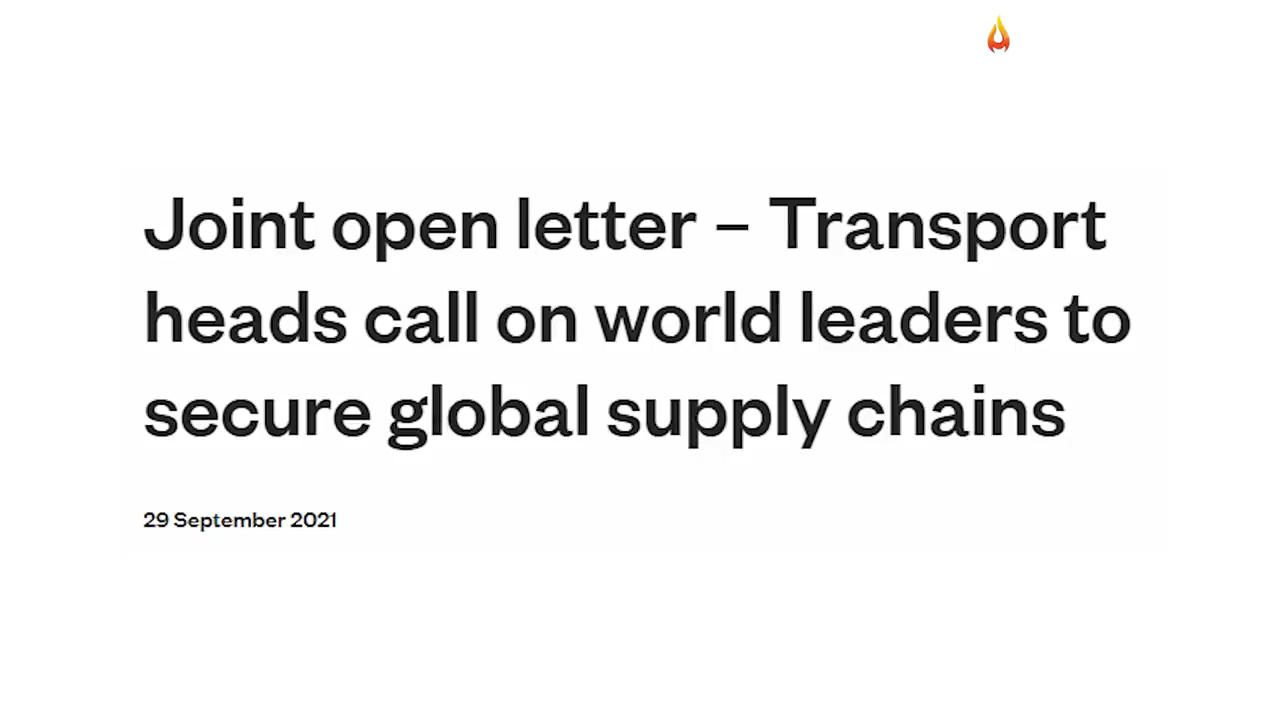 Joint open letter – Transport
heads call on world leaders to
secure global supply chains
29 September 2021